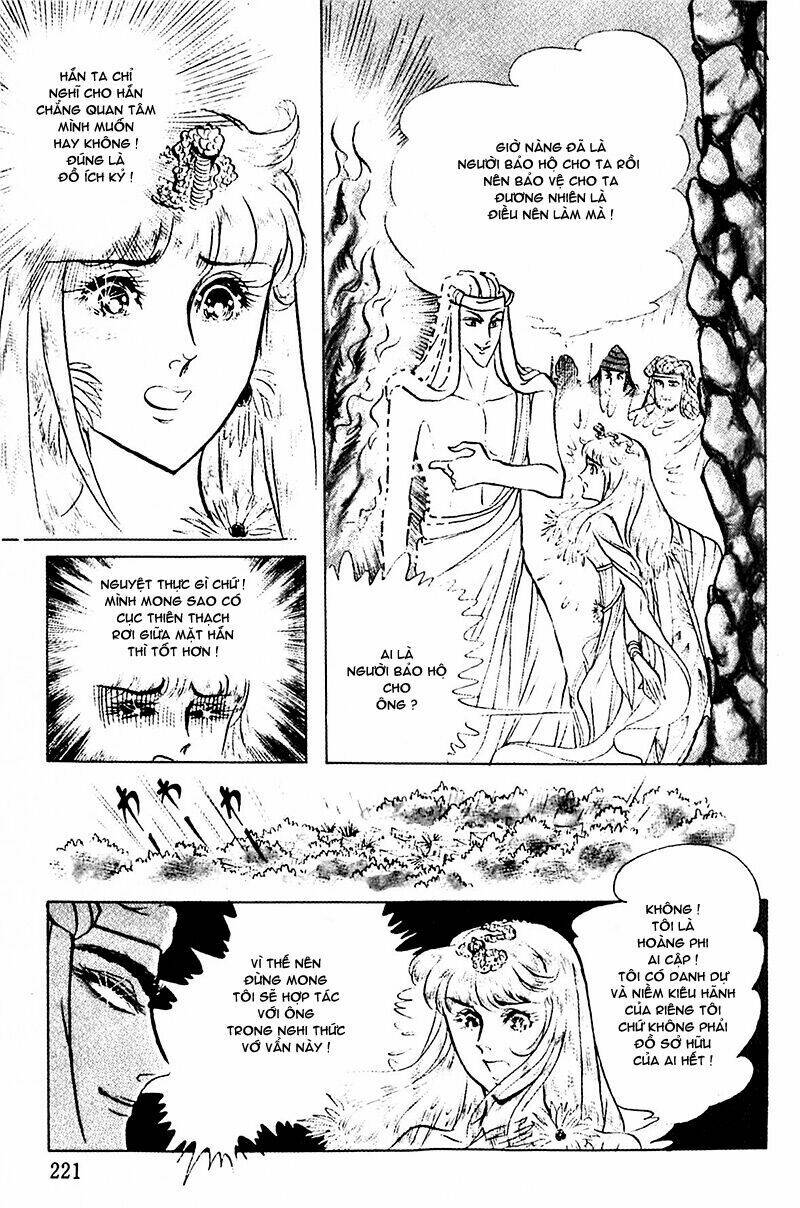 GIỜ NÀNG ĐÃ LÀ
NGƯỜI BẢO HỘ CHO TA RỒI
NÊN BẢO VỆ CHO TA
ĐƯƠNG NHIÊN LÀ
ĐIỀU NÊN LÀM MÀ !
AI LÀ
NGƯỜI BẢO HỘ
CHO
ÔNG ?
HẮN TA CHỈ
NGHĨ CHO HẮN
CHẲNG QUAN TÂM
MÌNH MUỐN
HAY KHÔNG !
ĐÚNG LÀ
ĐỒ ÍCH KỶ !
NGUYỆT THỰC GÌ CHỨ !
MÌNH MONG SAO CÓ
CỤC THIÊN THẠCH
RƠI GIỮA MẶT HẮN
THÌ TỐT HƠN !
わー
わー
KHÔNG !
TÔI LÀ
HOÀNG PHI
AI CẬP !
TÔI CÓ DANH DỰ
VÀ NIỀM KIÊU HÃNH
CỦA RIÊNG TÔI
CHỨ KHÔNG PHẢI
ĐỒ SỞ HỮU
CỦA AI HẾT !
VÌ THẾ NÊN
ĐỪNG MONG
TÔI SẼ HỢP TÁC
VỚI ÔNG
TRONG NGHI THỨC
VỚ VẨN NÀY !
221